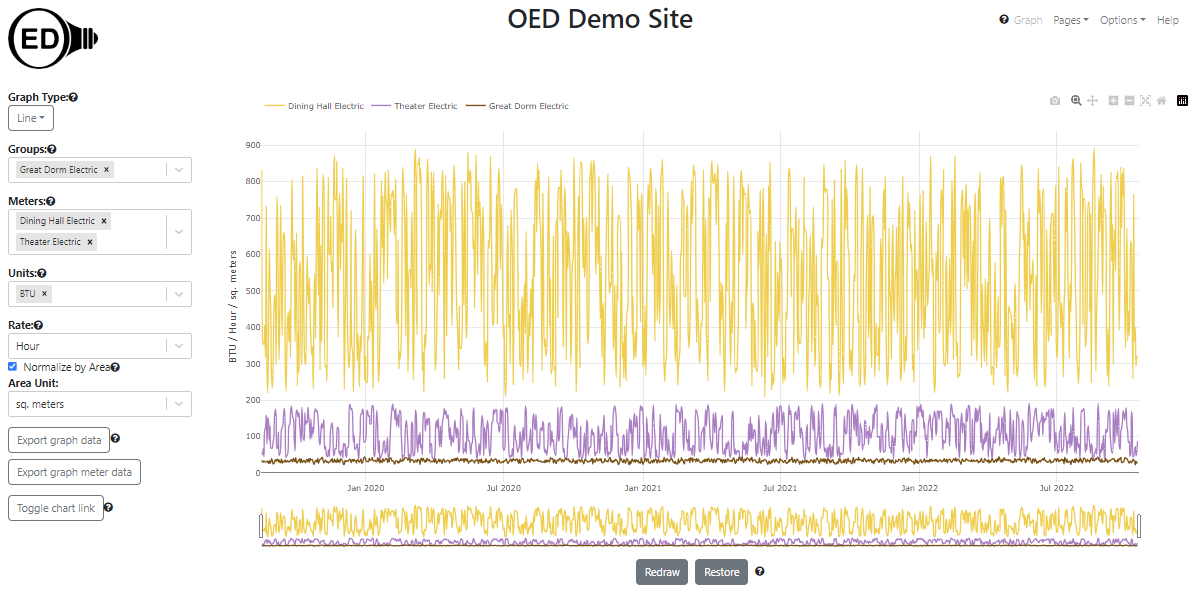 ED
OED Demo Site
Graph Pages Options Help
Graph Type:
Line
Groups:
Great Dorm Electric ×
Meters:
Dining Hall Electric ×
Theater Electric ×
Units:
BTU ×
Rate:
Hour
Normalize by Area
Area Unit:
sq. meters
Export graph data
Export graph meter data
Toggle chart link
Dining Hall Electric Theater Electric Great Dorm Electric
BTU / Hour / sq. meters
900
800
700
600
500
400
300
200
100
0
Jan 2020 Jul 2020 Jan 2021 Jul 2021 Jan 2022 Jul 2022
Redraw Restore